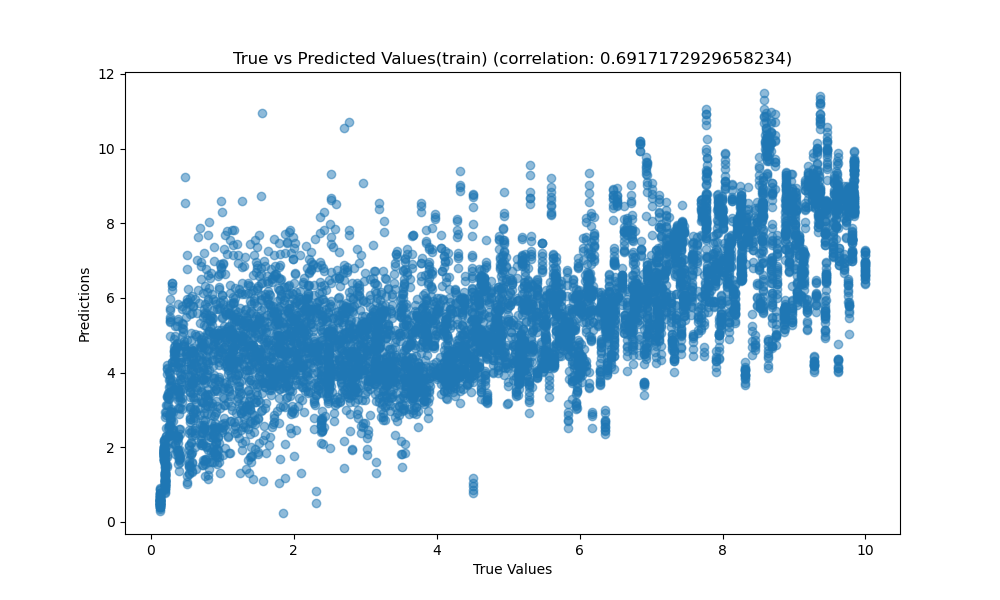 True vs Predicted Values(train) (correlation: 0.6917172929658234)
12
10
8
6
4
2
0
Predictions
0 2 4 6 8 10
True Values